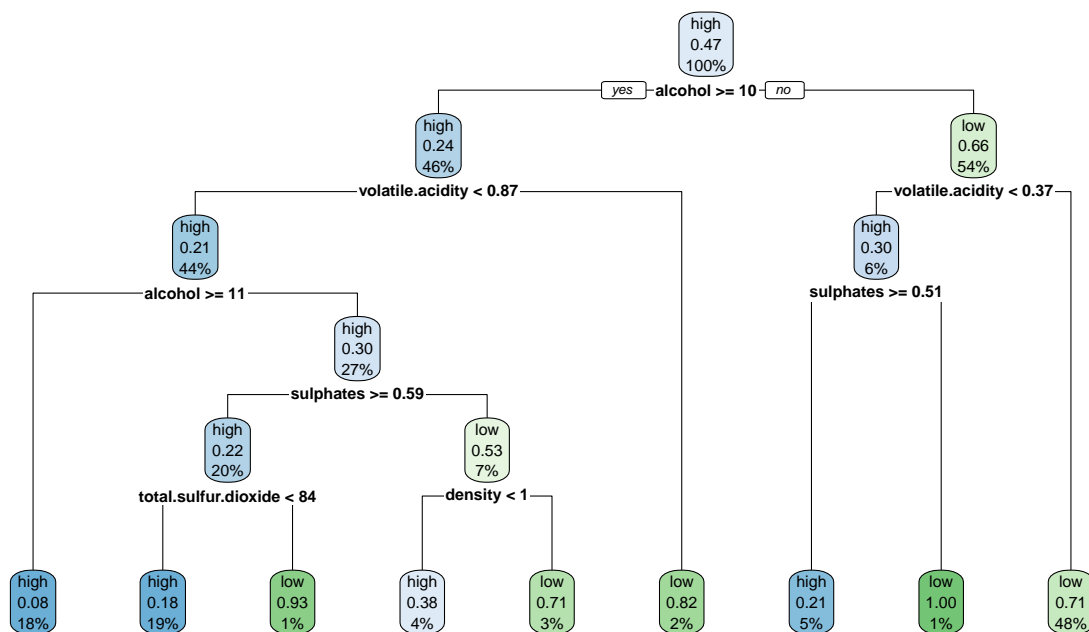 high
0.47
100%
yes alcohol >= 10 no
high
0.24
46%
low
0.66
54%
volatile.acidity < 0.87
volatile.acidity < 0.37
high
0.21
44%
high
0.30
6%
alcohol >= 11
sulphates >= 0.51
high
0.30
27%
sulphates >= 0.59
high
0.22
20%
low
0.53
7%
total.sulfur.dioxide < 84
density < 1
high
0.08
18%
high
0.18
19%
low
0.93
1%
high
0.38
4%
low
0.71
3%
low
0.82
2%
high
0.21
5%
low
1.00
1%
low
0.71
48%